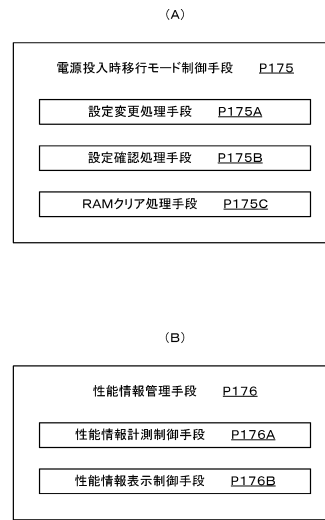 (A)
電源投入時移行モード制御手段 P175
設定変更処理手段 P175A
設定確認処理手段 P175B
RAMクリア処理手段 P175C
(B)
性能情報管理手段 P176
性能情報計測制御手段 P176A
性能情報表示制御手段 P176B